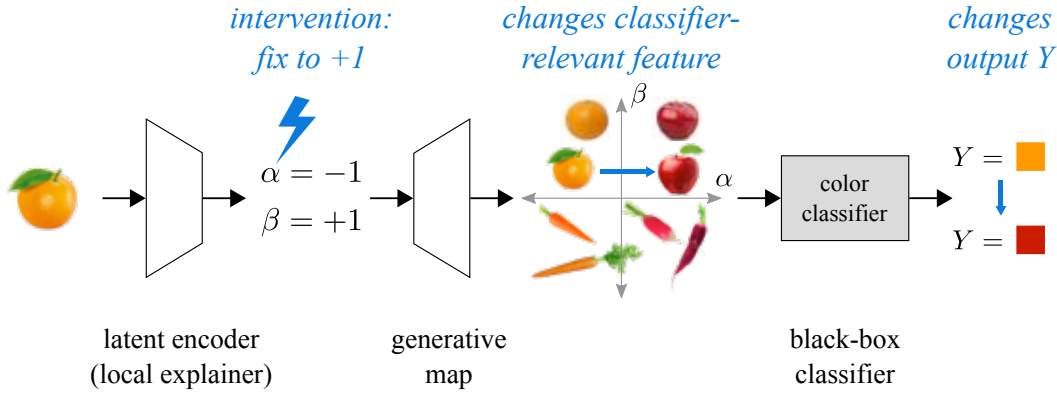 intervention:
fix to +1
changes classifier-
relevant feature
changes
output Y
α = −1
β = +1
β
α
color
classifier
Y =
Y =
latent encoder
(local explainer)
generative
map
black-box
classifier